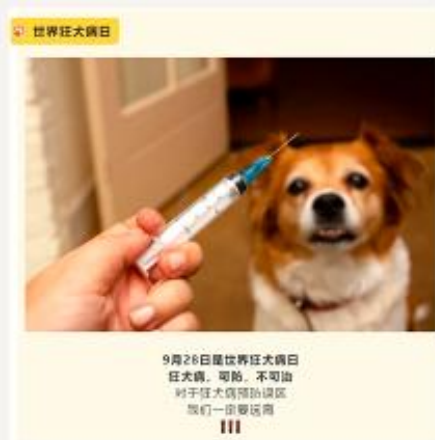 世界狂犬病日
9月28日是世界狂犬病日
狂犬病，可防，不可治
对于狂犬病预防误区
我们一定要远离